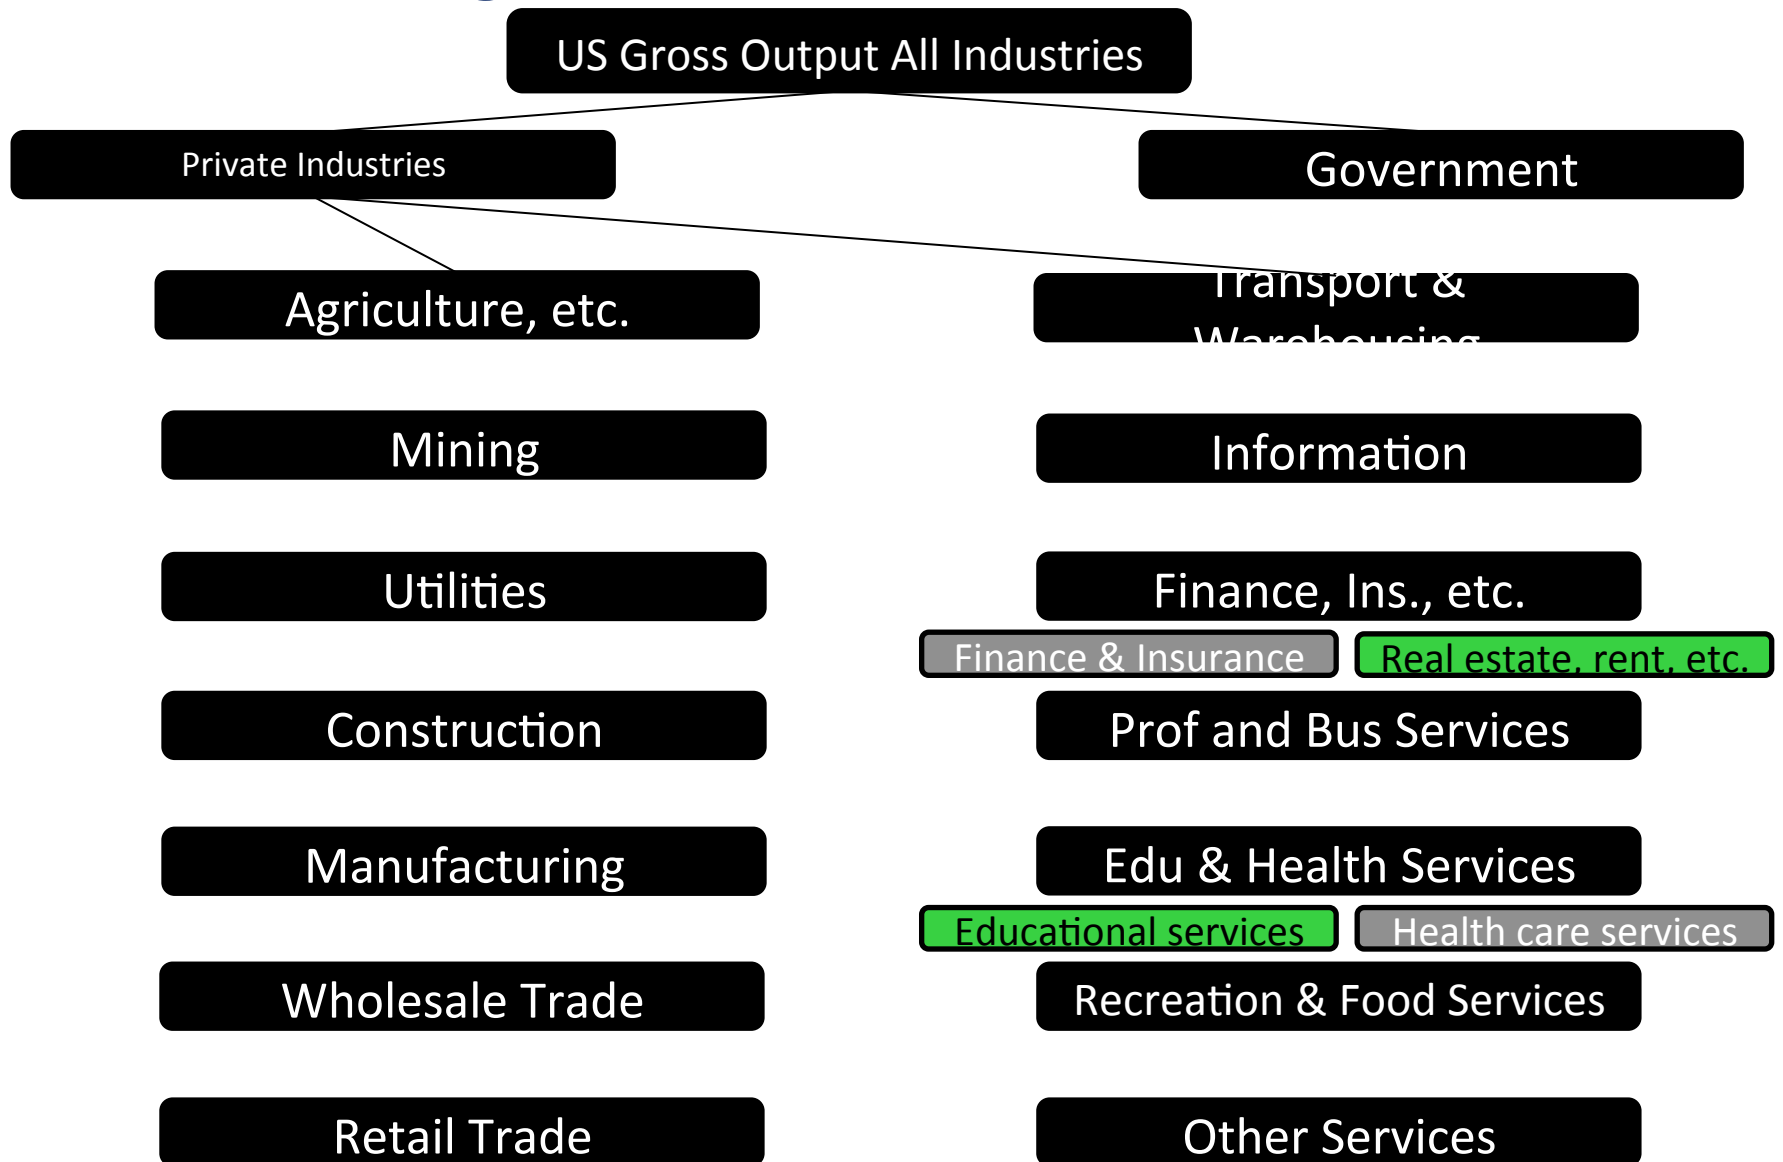 US Gross Output All Industries
Private Industries
Government
Agriculture, etc.
Transport &
Warehousing
Mining
Information
Utilities
Finance, Ins., etc.
Finance & Insurance
Real estate, rent, etc.
Construction
Prof and Bus Services
Manufacturing
Edu & Health Services
Educational services
Health care services
Wholesale Trade
Recreation & Food Services
Retail Trade
Other Services